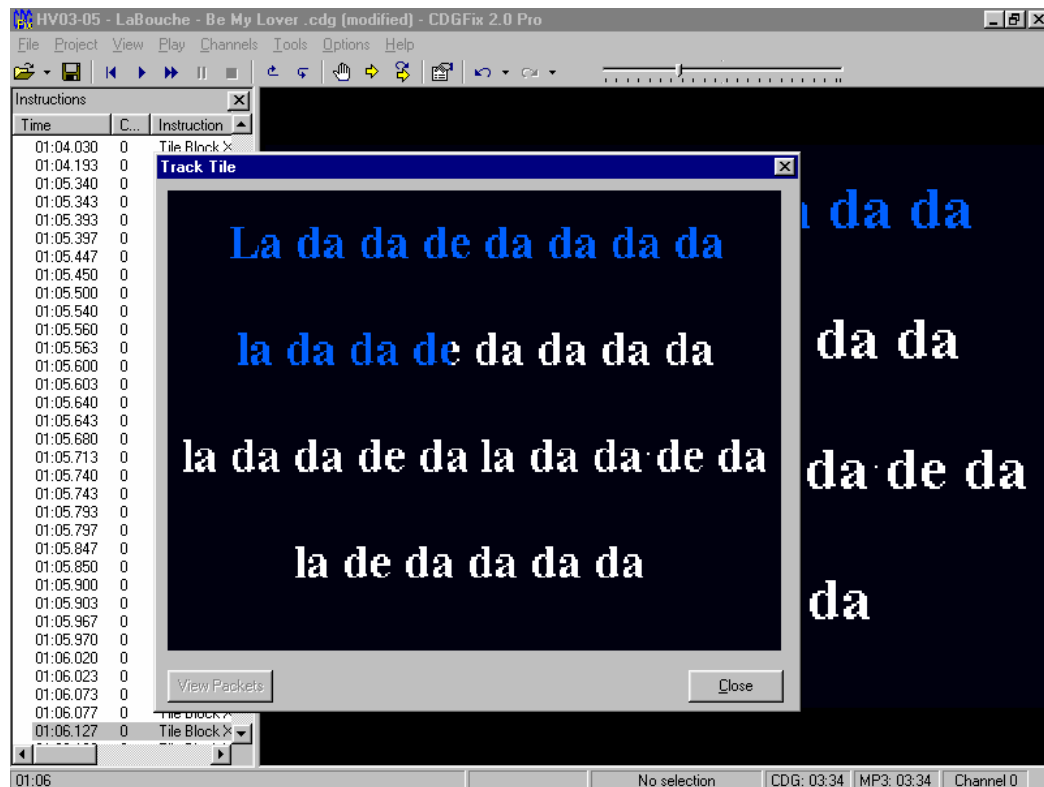 HV03-05 - LaBouche - Be My Lover .cdg (modified) - CDGFix 2.0 Pro
File Project View Play Channels Tools Options Help
Instructions
Time C... Instruction
01:04.030 0 Tile Block X
01:04.193 0
01:05.340 0
01:05.343 0
01:05.393 0
01:05.397 0
01:05.447 0
01:05.450 0
01:05.500 0
01:05.540 0
01:05.560 0
01:05.563 0
01:05.600 0
01:05.603 0
01:05.640 0
01:05.643 0
01:05.680 0
01:05.713 0
01:05.740 0
01:05.743 0
01:05.793 0
01:05.797 0
01:05.847 0
01:05.850 0
01:05.900 0
01:05.903 0
01:05.967 0
01:05.970 0
01:06.020 0
01:06.023 0
01:06.073 0
01:06.077 0 Tile Block X
01:06.127 0 Tile Block X
Track Tile
La da da de da da da da
la da da de da da da da
la da da de da la da da de da
la de da da da da
View Packets
Close
da da
da da
da de da
da
01:06 No selection CDG: 03:34 MP3: 03:34 Channel 0